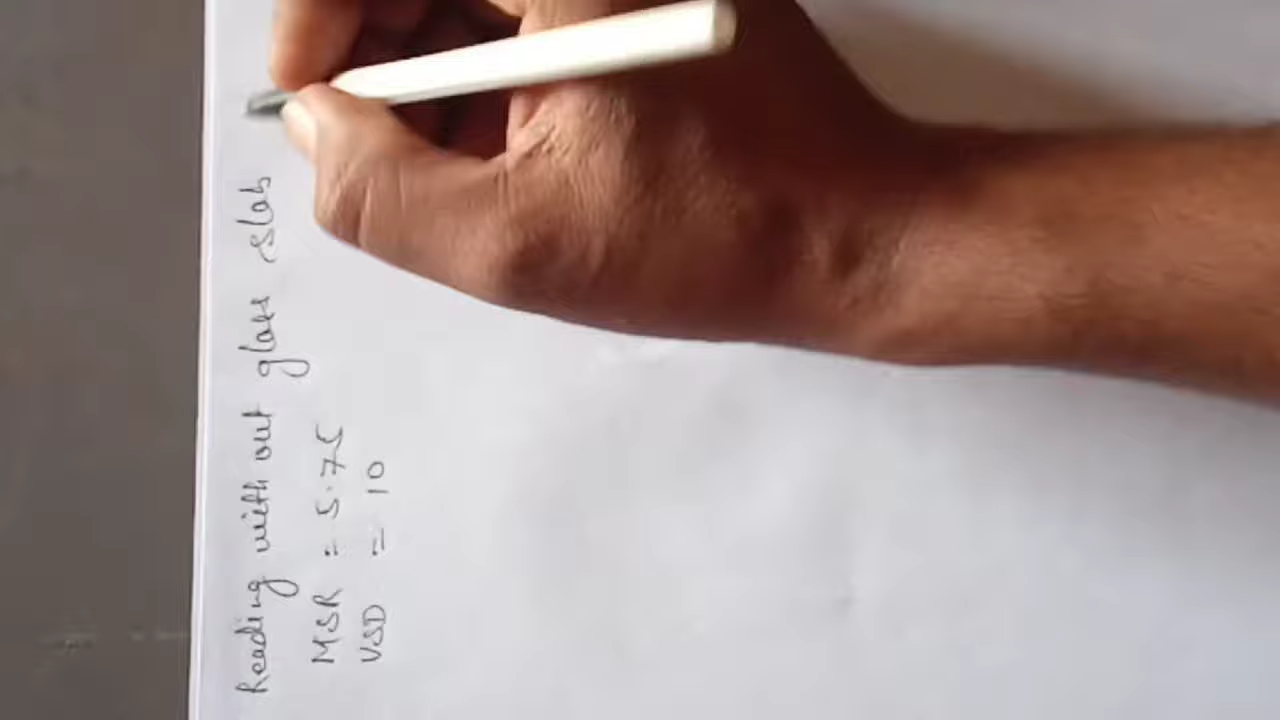 Reading with out glass slab
MSR = 5.75
VSD = 10